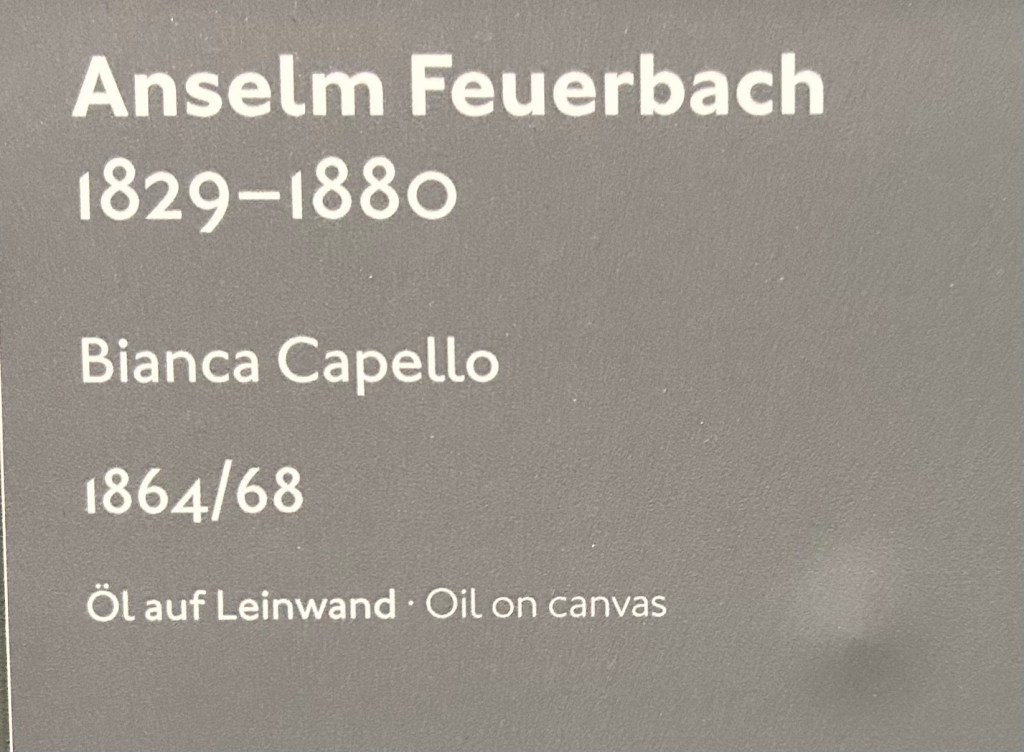 Anselm Feuerbach
1829–1880
Bianca Capello
1864/68
Öl auf Leinwand · Oil on canvas